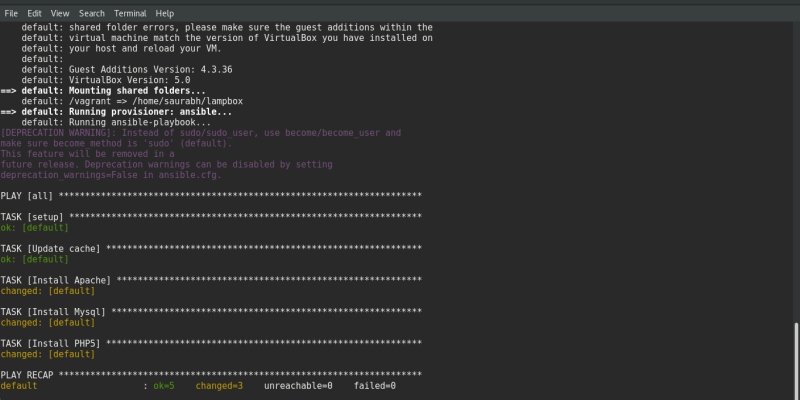 File Edit View Search Terminal Help
default: shared folder errors, please make sure the guest additions within the
default: virtual machine match the version of VirtualBox you have installed on
default: your host and reload your VM.
default:
default: Guest Additions Version: 4.3.36
default: VirtualBox Version: 5.0
==> default: Mounting shared folders...
default: /vagrant => /home/saurabh/lampbox
==> default: Running provisioner: ansible...
default: Running ansible-playbook...
[DEPRECATION WARNING]: Instead of sudo/sudo_user, use become/become_user and
make sure become_method is 'sudo' (default).
This feature will be removed in a
future release. Deprecation warnings can be disabled by setting
deprecation_warnings=False in ansible.cfg.
PLAY [all] *********************************************************************
TASK [setup] *******************************************************************
ok: [default]
TASK [Update cache] ************************************************************
ok: [default]
TASK [Install Apache] **********************************************************
changed: [default]
TASK [Install Mysql] ***********************************************************
changed: [default]
TASK [Install PHP5] ************************************************************
changed: [default]
PLAY RECAP *********************************************************************
default : ok=5 changed=3 unreachable=0 failed=0